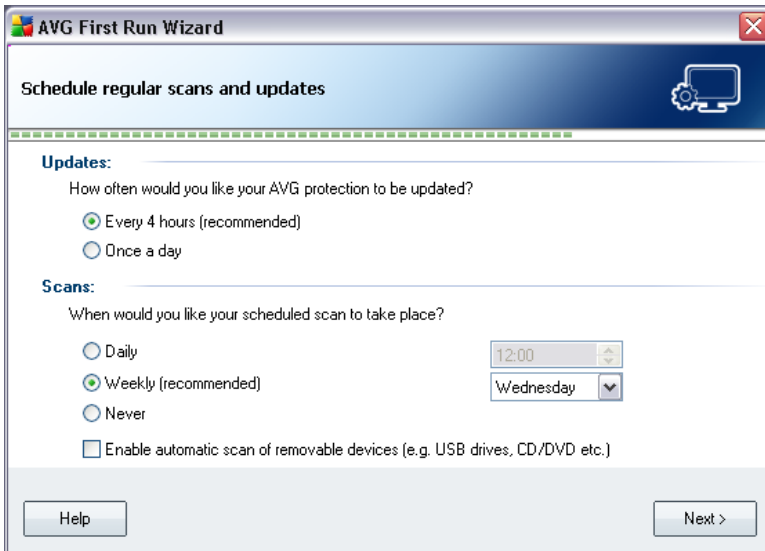 AVG First Run Wizard
Schedule regular scans and updates
Updates:
How often would you like your AVG protection to be updated?
Every 4 hours (recommended)
Once a day
Scans:
When would you like your scheduled scan to take place?
Daily 12:00
Weekly (recommended) Wednesday
Never
Enable automatic scan of removable devices (e.g. USB drives, CD/DVD etc.)
Help Next >